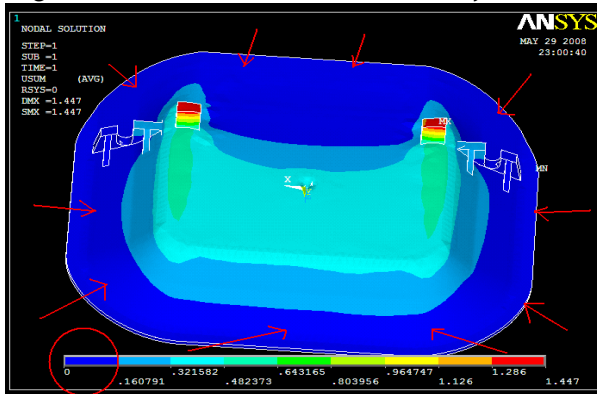 1
NODAL SOLUTION
STEP=1
SUB =1
TIME=1
USUM (AVG)
RSYS=0
DMX =1.447
SMX =1.447
ANSYS
MAY 29 2008
23:00:40
MX
MN
X
0 .321582 .643165 .964747 1.286
.160791 .482373 .803956 1.126 1.447